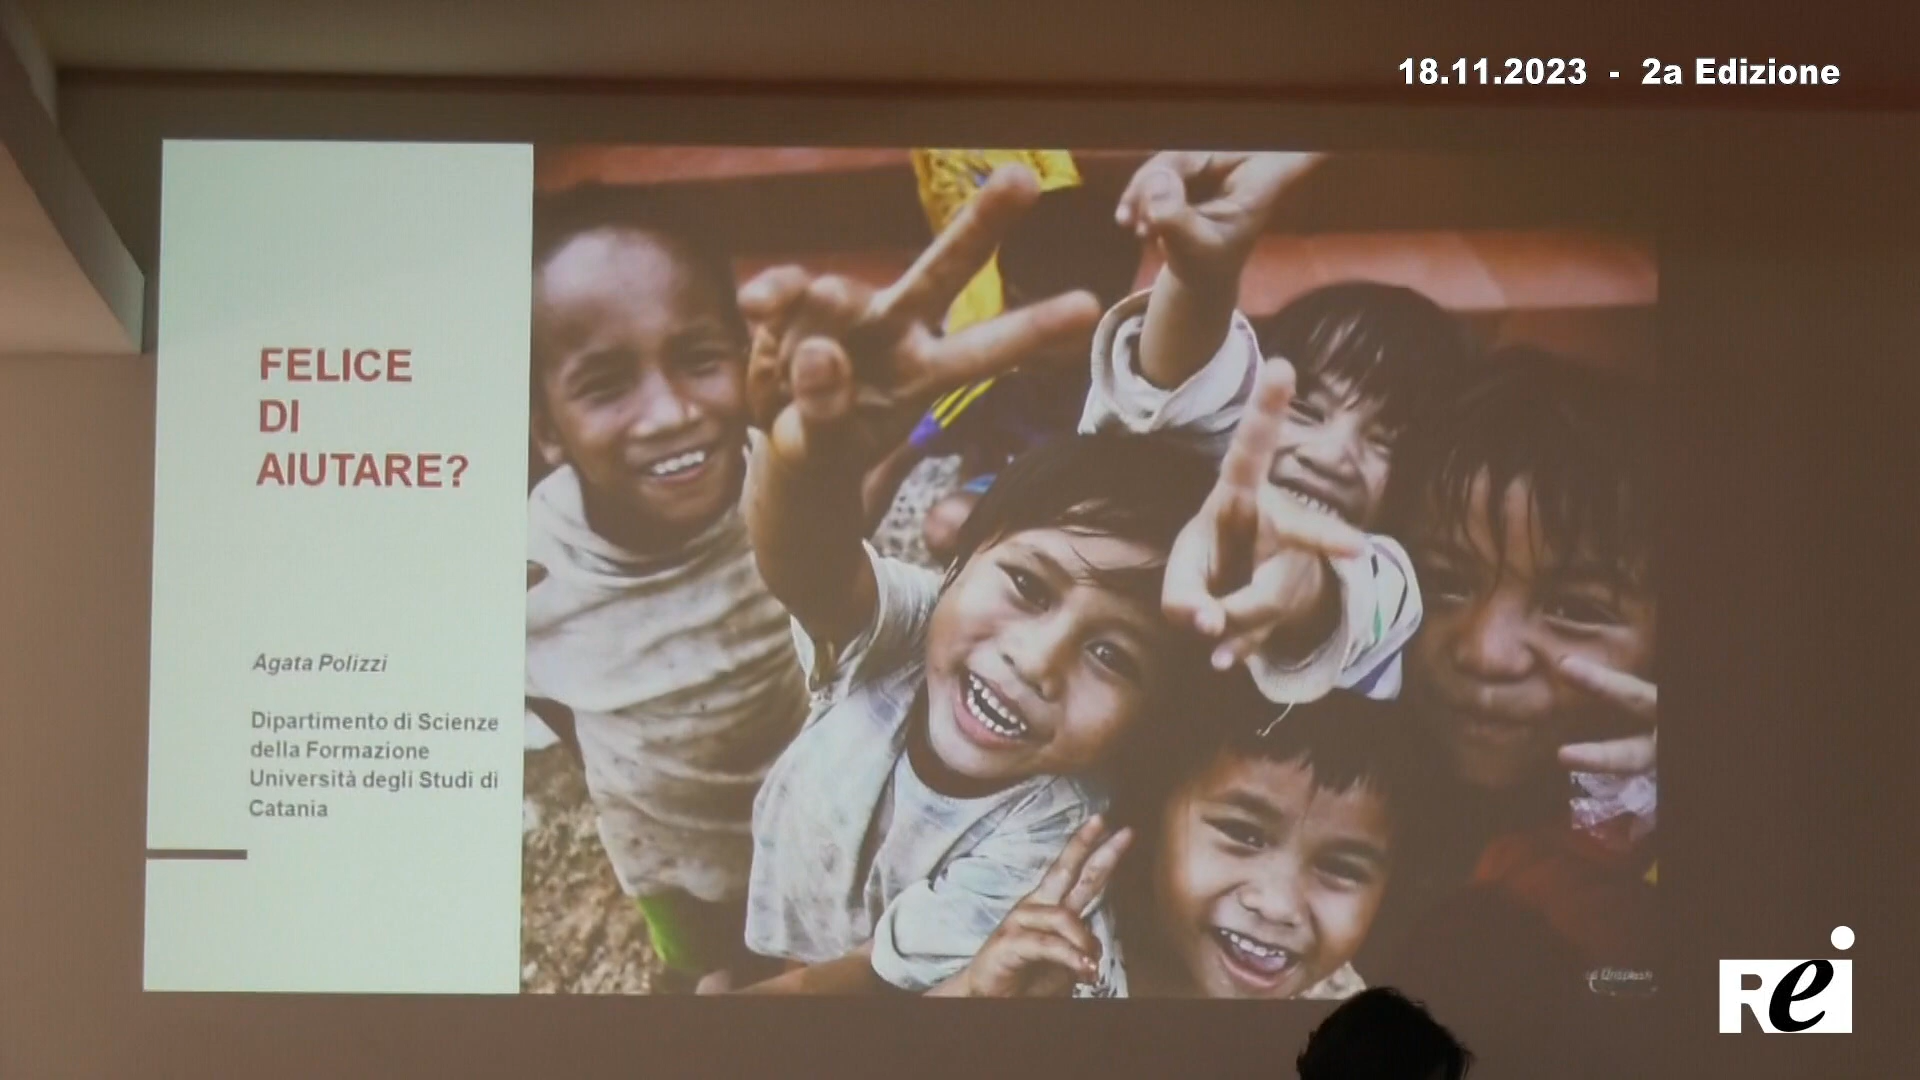 18.11.2023 - 2a Edizione
FELICE
DI
AIUTARE?
Agata Polizzi
Dipartimento di Scienze
della Formazione
Università degli Studi di
Catania
Rei